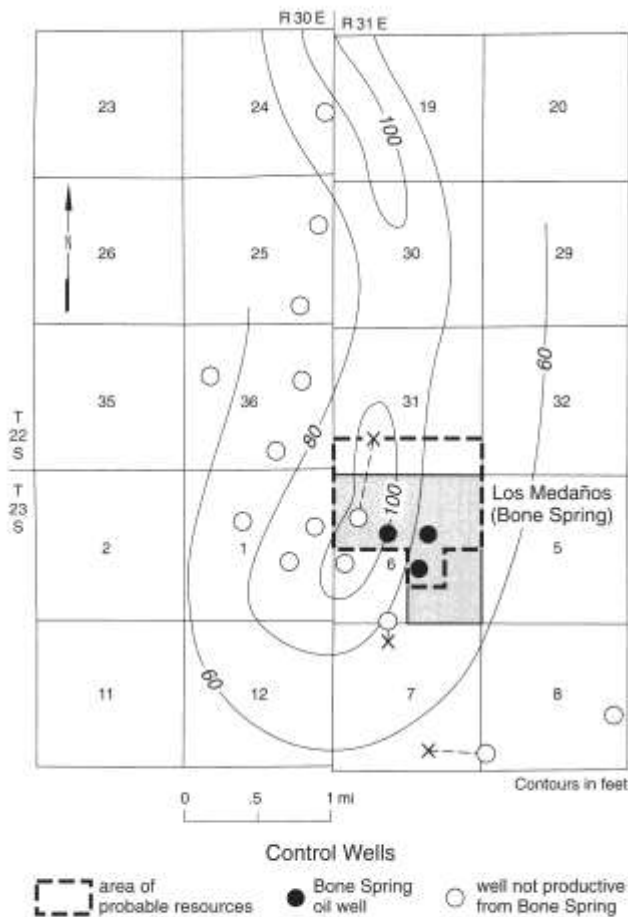 R 30 E
R 31 E
23
24
19
20
100
26
25
30
29
N
60
35
36
31
32
T
22
S
80
T
23
S
100
Los Medaños
(Bone Spring)
2
1
6
5
60
11
12
7
8
Contours in feet
0 .5 1 mi
Control Wells
area of
probable resources
Bone Spring
oil well
well not productive
from Bone Spring